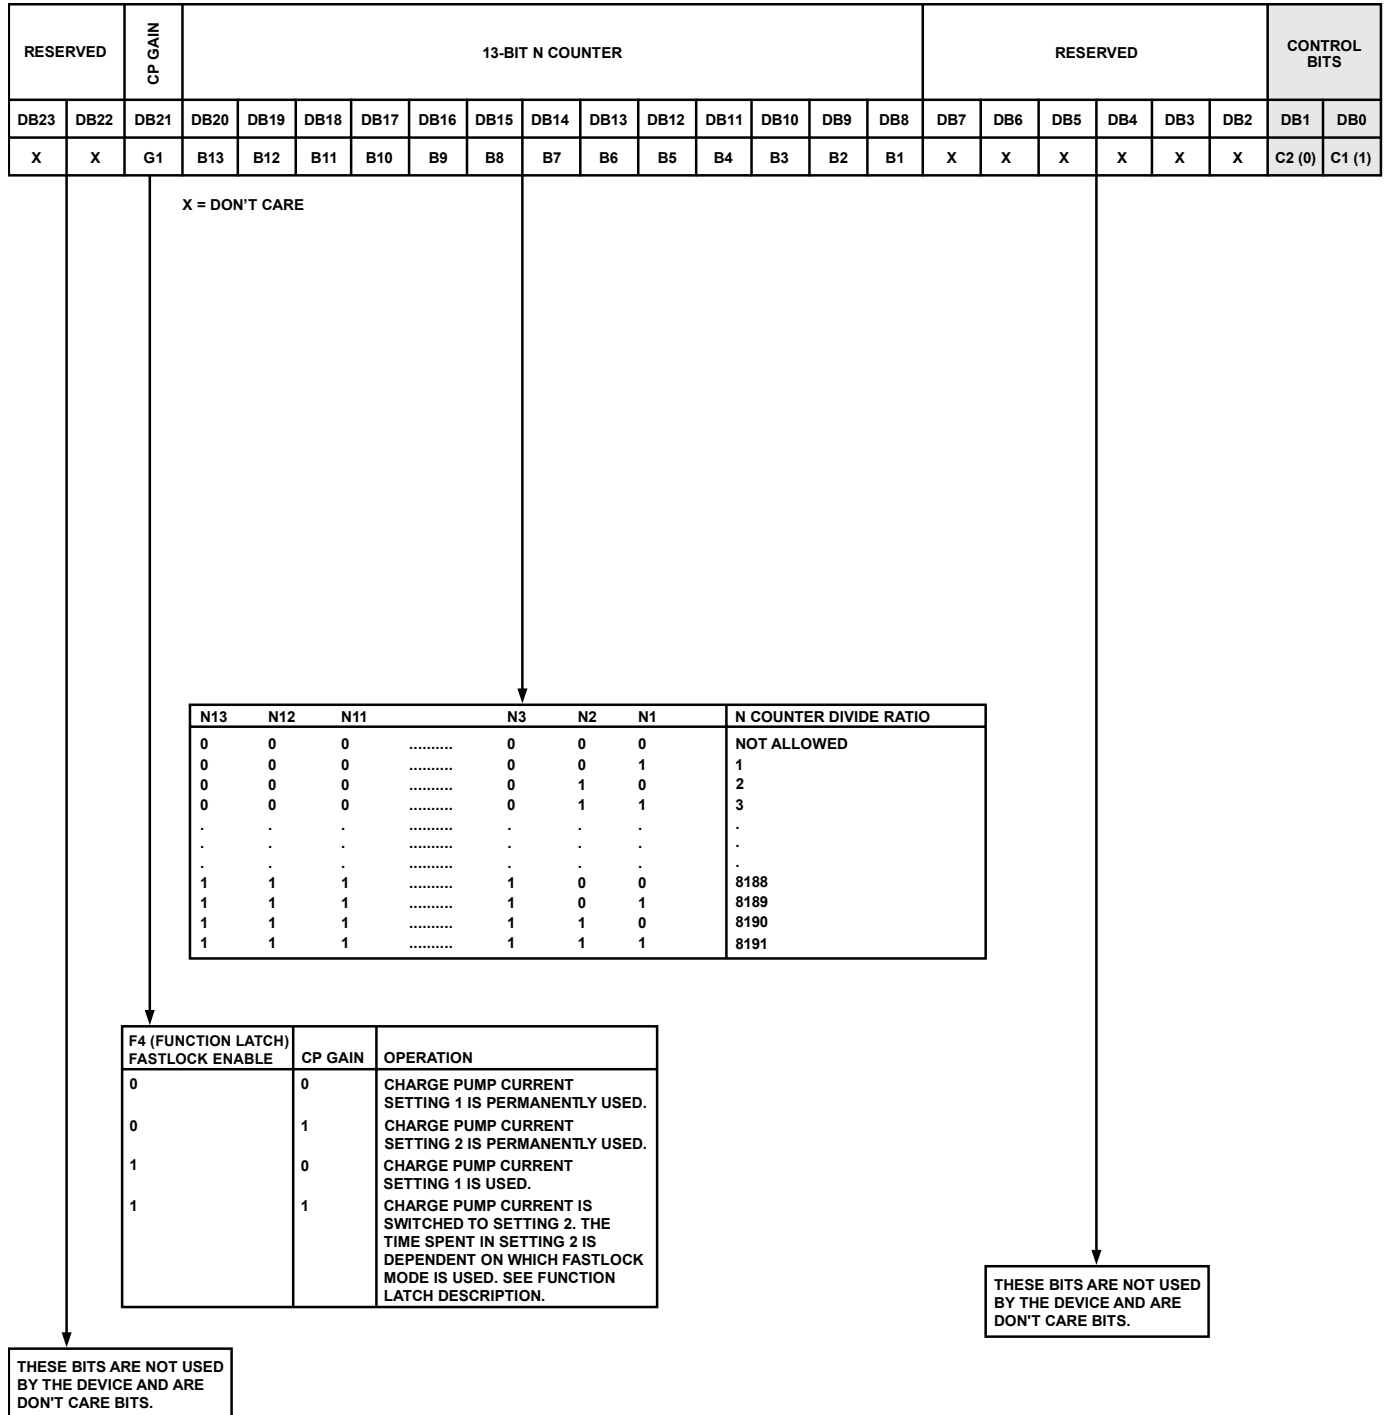 RESERVED CP GAIN 13-BIT N COUNTER RESERVED CONTROL BITS
DB23 DB22 DB21 DB20 DB19 DB18 DB17 DB16 DB15 DB14 DB13 DB12 DB11 DB10 DB9 DB8 DB7 DB6 DB5 DB4 DB3 DB2 DB1 DB0
X X G1 B13 B12 B11 B10 B9 B8 B7 B6 B5 B4 B3 B2 B1 X X X X X X C2 (0) C1 (1)
X = DON'T CARE
N13 N12 N11 N3 N2 N1 N COUNTER DIVIDE RATIO
0 0 0 .......... 0 0 0 NOT ALLOWED
0 0 0 .......... 0 0 1 1
0 0 0 .......... 0 1 0 2
0 0 0 .......... 0 1 1 3
. . . .......... . . . .
. . . .......... . . . .
. . . .......... . . . .
1 1 1 .......... 1 0 0 8188
1 1 1 .......... 1 0 1 8189
1 1 1 .......... 1 1 0 8190
1 1 1 .......... 1 1 1 8191
F4 (FUNCTION LATCH)
FASTLOCK ENABLE CP GAIN OPERATION
0 0 CHARGE PUMP CURRENT
SETTING 1 IS PERMANENTLY USED.
0 1 CHARGE PUMP CURRENT
SETTING 2 IS PERMANENTLY USED.
1 0 CHARGE PUMP CURRENT
SETTING 1 IS USED.
1 1 CHARGE PUMP CURRENT IS
SWITCHED TO SETTING 2. THE
TIME SPENT IN SETTING 2 IS
DEPENDENT ON WHICH FASTLOCK
MODE IS USED. SEE FUNCTION
LATCH DESCRIPTION.
THESE BITS ARE NOT USED
BY THE DEVICE AND ARE
DON'T CARE BITS.
THESE BITS ARE NOT USED
BY THE DEVICE AND ARE
DON'T CARE BITS.